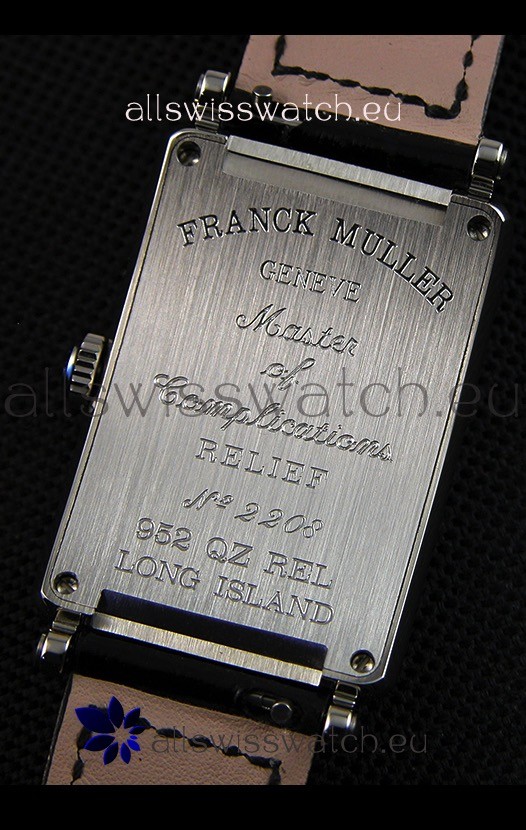 allswisswatch.eu
FRANCK MULLER
GENEVE
Master
of
allswisswatch.eu
Complications
RELIEF
Nº 2208
952 QZ REL
LONG ISLAND
allswisswatch.eu